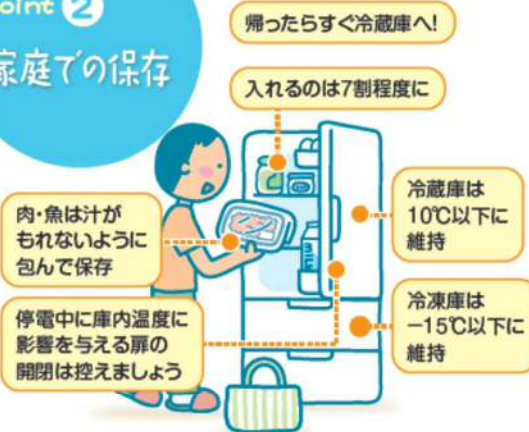 Point 2
家庭での保存
帰ったらすぐ冷蔵庫へ!
入れるのは7割程度に
肉・魚は汁が
もれないように
包んで保存
冷蔵庫は
10℃以下に
維持
停電中に庫内温度に
影響を与える扉の
開閉は控えましょう
冷凍庫は
－15℃以下に
維持